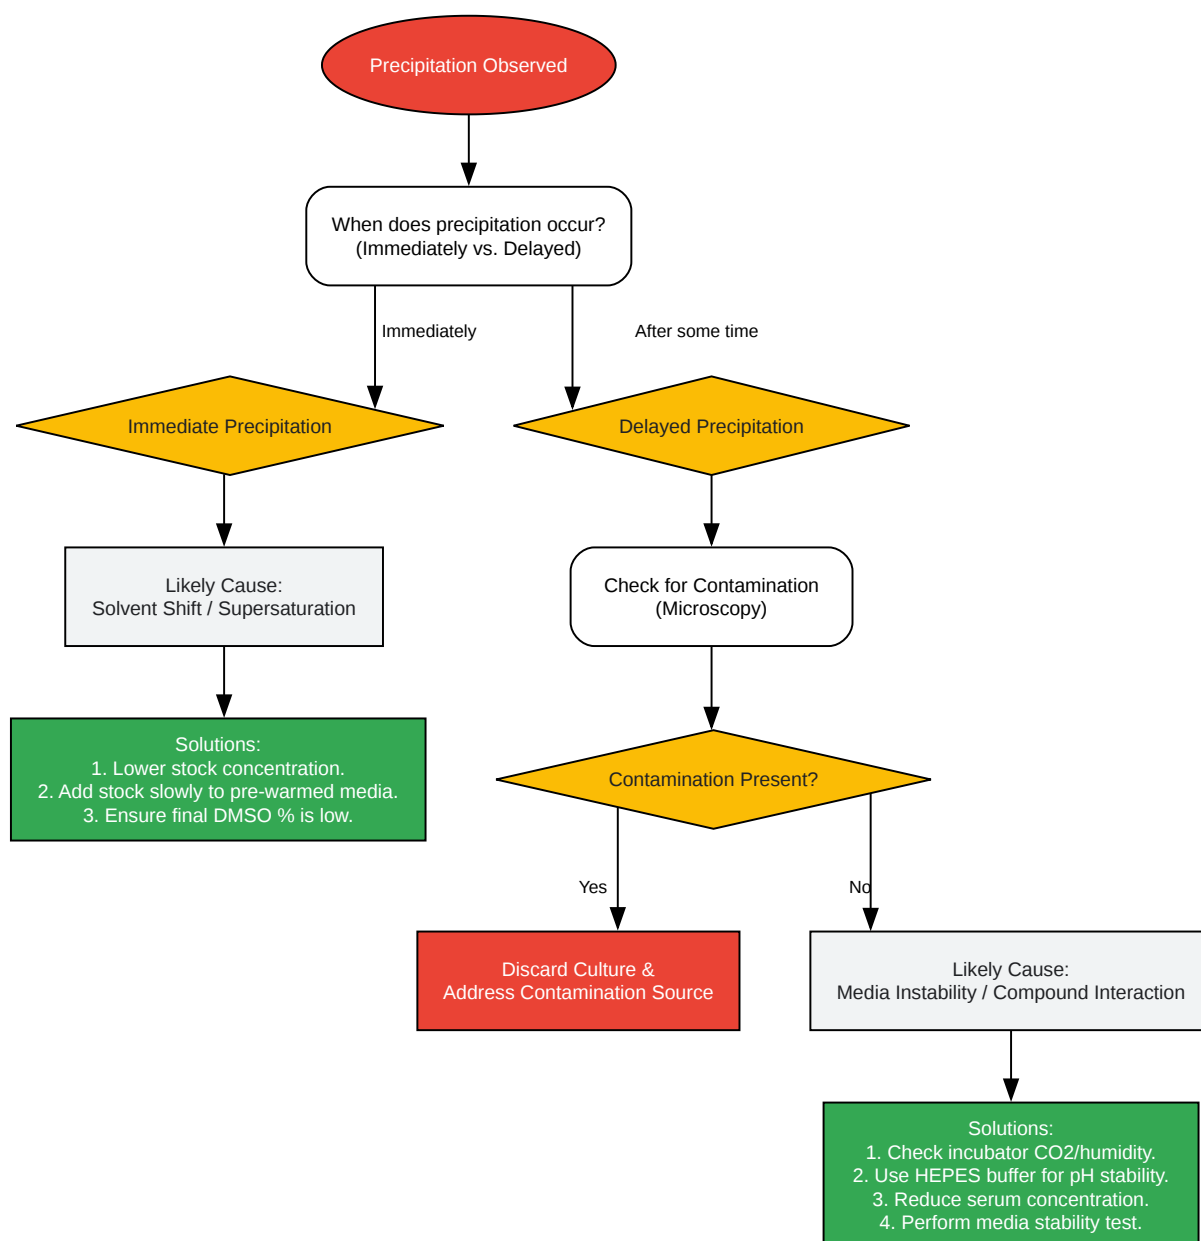 Precipitation Observed
When does precipitation occur?
(Immediately vs. Delayed)
Immediately
After some time
Immediate Precipitation
Delayed Precipitation
Likely Cause:
Solvent Shift / Supersaturation
Check for Contamination
(Microscopy)
Solutions:
1. Lower stock concentration.
2. Add stock slowly to pre-warmed media.
3. Ensure final DMSO % is low.
Contamination Present?
Yes
No
Discard Culture &
Address Contamination Source
Likely Cause:
Media Instability / Compound Interaction
Solutions:
1. Check incubator CO2/humidity.
2. Use HEPES buffer for pH stability.
3. Reduce serum concentration.
4. Perform media stability test.